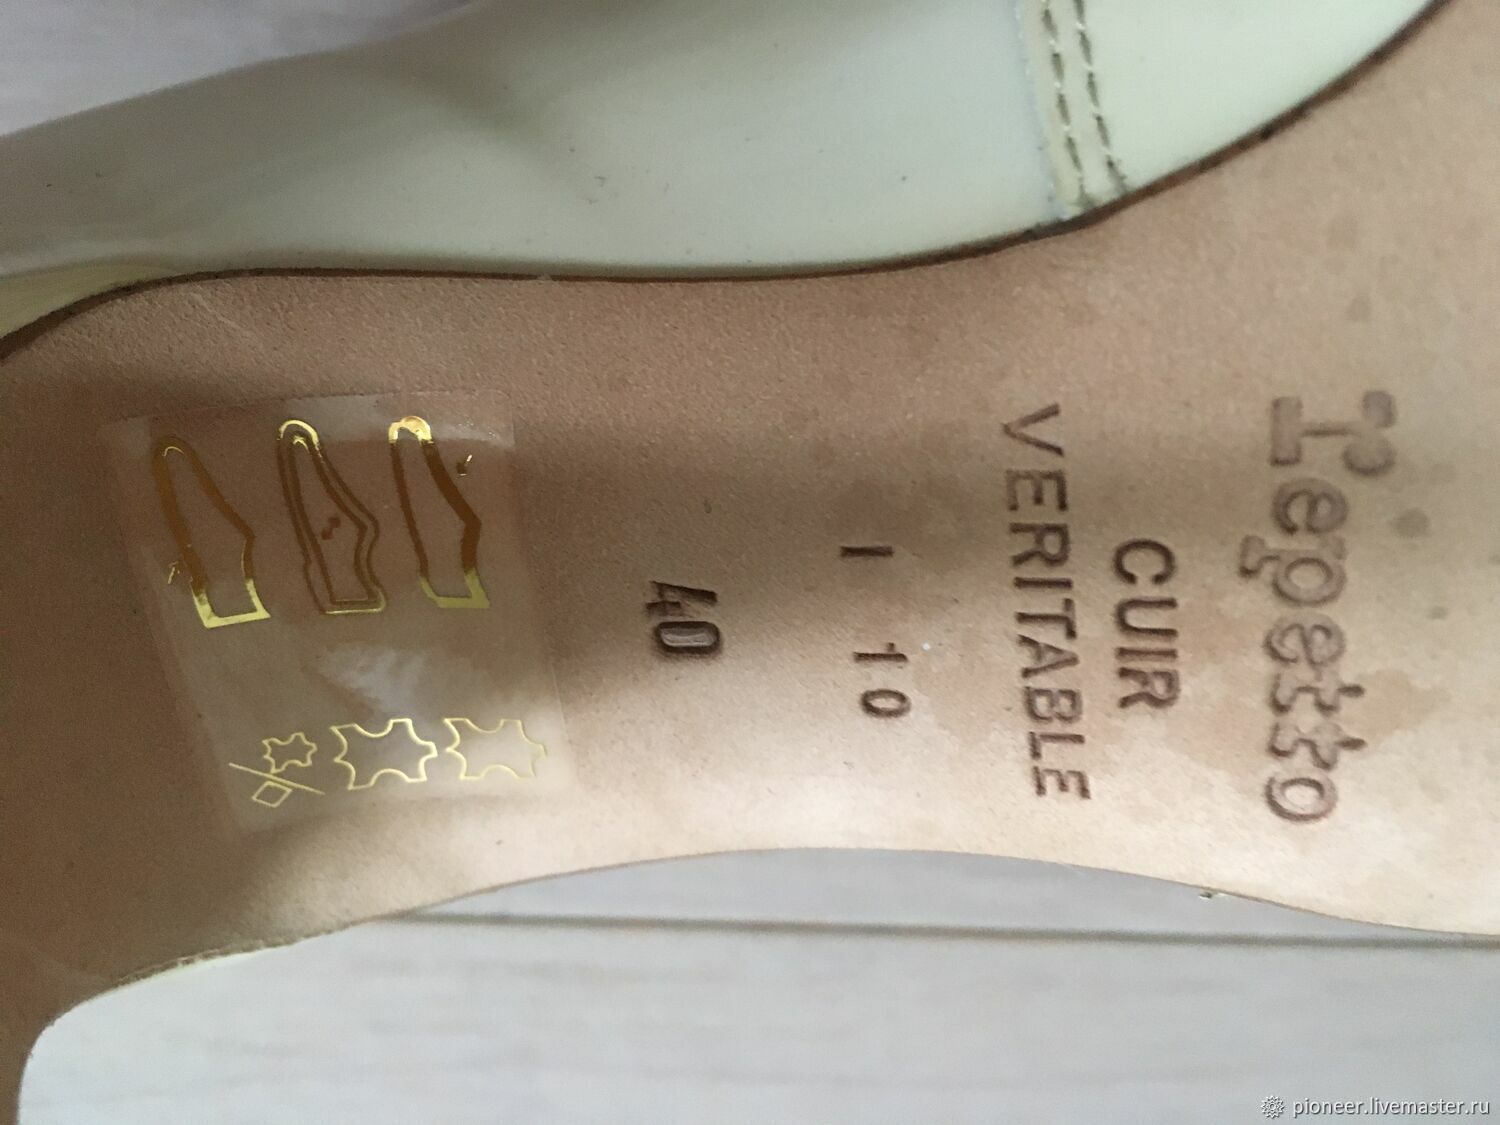 Repetto
CUIR
VERITABLE
I 10
40
pioneer.livemaster.ru